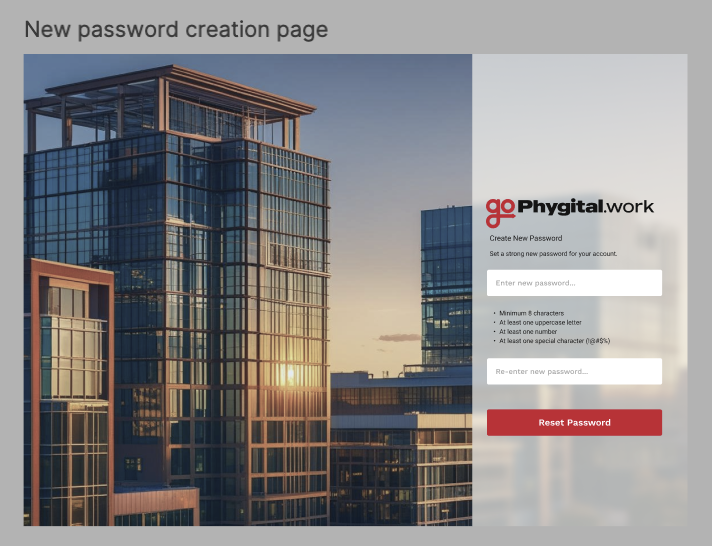 New password creation page
go Phygital.work
Create New Password
Set a strong new password for your account.
Enter new password...
• Minimum 8 characters
• At least one uppercase letter
• At least one number
• At least one special character (!@#$%)
Re-enter new password...
Reset Password